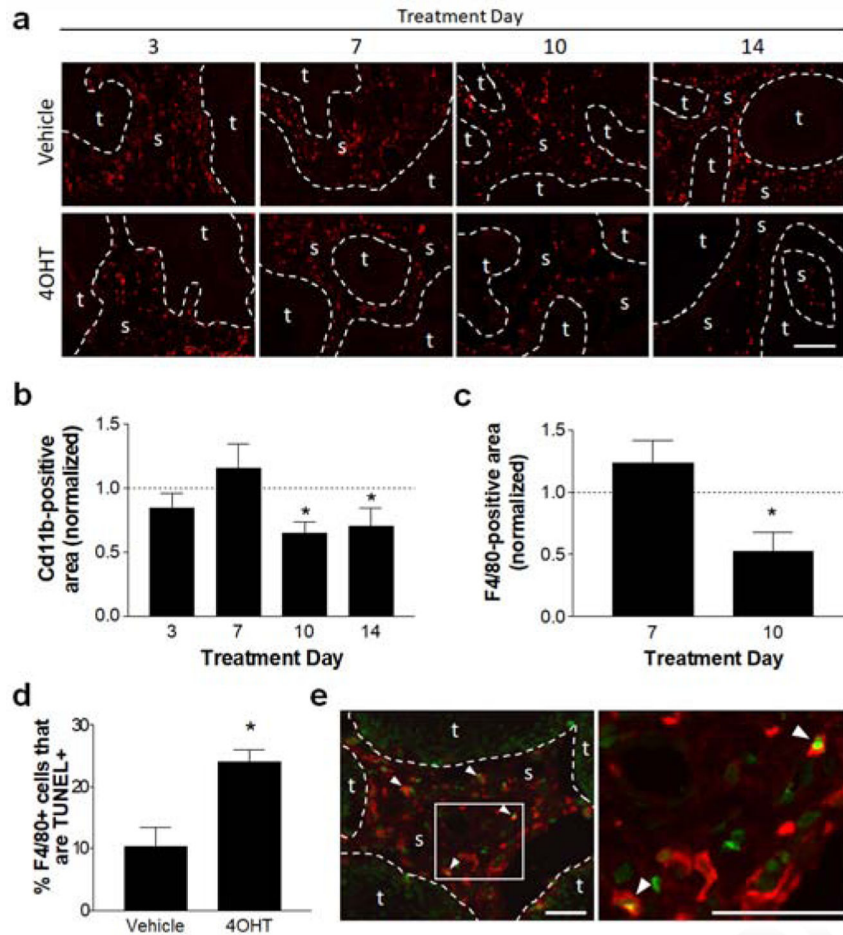 a
Treatment Day
3 7 10 14
Vehicle
t s t
t s t
t s t t
t s t t s
4OHT
t t s
s t s t t
t s t s t
t s s s t
b
Cd11b-positive
area (normalized)
1.5
1.0
0.5
0.0
* *
3 7 10 14
Treatment Day
c
F4/80-positive area
(normalized)
1.5
1.0
0.5
0.0
*
7 10
Treatment Day
d
% F4/80+ cells that
are TUNEL+
30
20
10
0
*
Vehicle 4OHT
e
t
t s t
s
t t